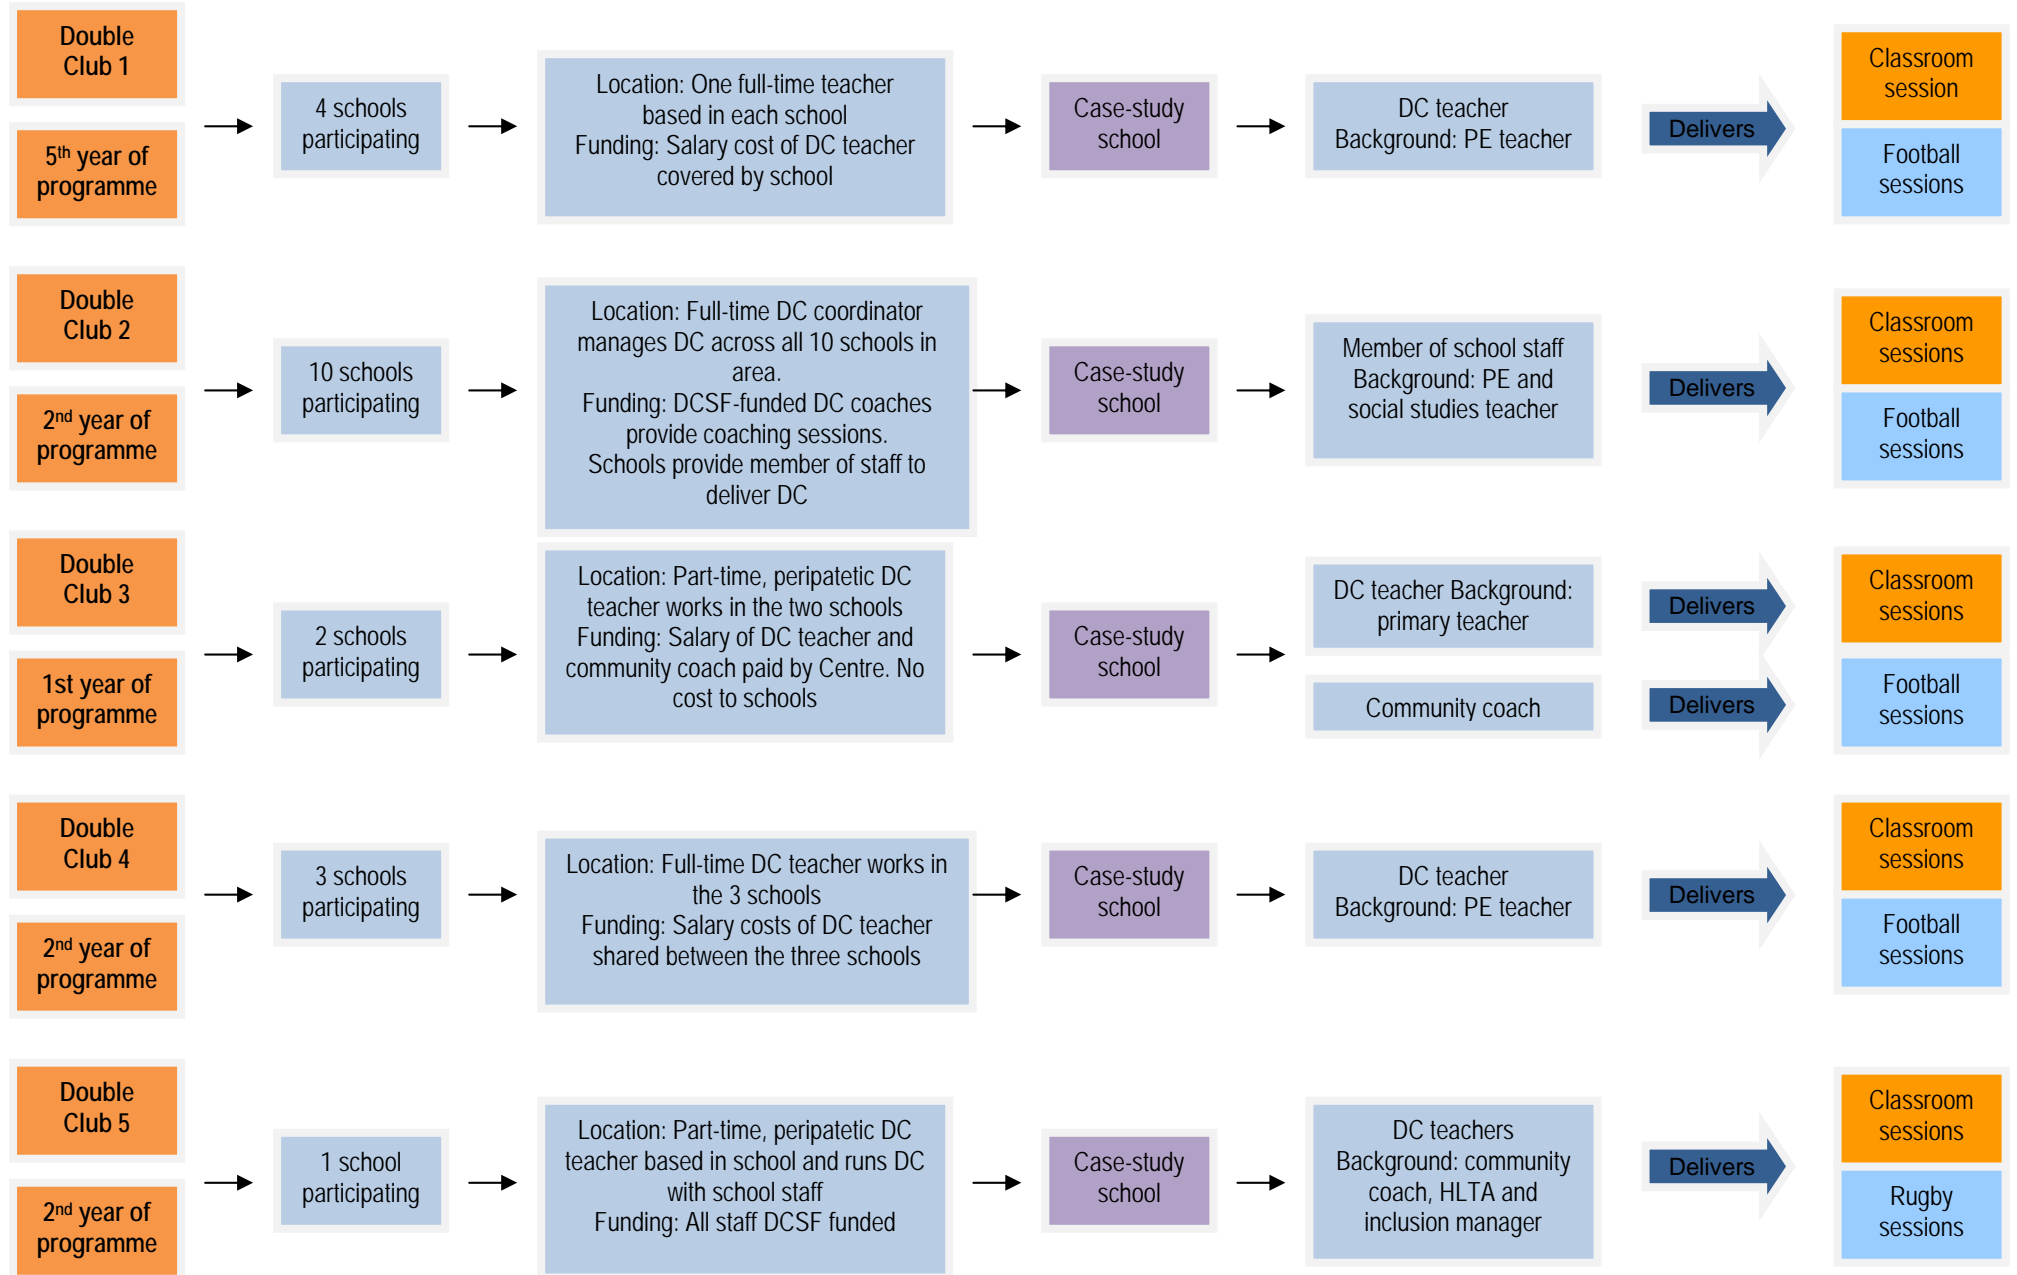 Double
Club 1
5th year of
programme
4 schools
participating
Location: One full-time teacher
based in each school
Funding: Salary cost of DC teacher
covered by school
Case-study
school
DC teacher
Background: PE teacher
Delivers
Classroom
session
Football
sessions
Double
Club 2
2nd year of
programme
10 schools
participating
Location: Full-time DC coordinator
manages DC across all 10 schools in
area.
Funding: DCSF-funded DC coaches
provide coaching sessions.
Schools provide member of staff to
deliver DC
Case-study
school
Member of school staff
Background: PE and
social studies teacher
Delivers
Classroom
sessions
Football
sessions
Double
Club 3
1st year of
programme
2 schools
participating
Location: Part-time, peripatetic DC
teacher works in the two schools
Funding: Salary of DC teacher and
community coach paid by Centre. No
cost to schools
Case-study
school
DC teacher Background:
primary teacher
Delivers
Classroom
sessions
Community coach
Delivers
Football
sessions
Double
Club 4
2nd year of
programme
3 schools
participating
Location: Full-time DC teacher works in
the 3 schools
Funding: Salary costs of DC teacher
shared between the three schools
Case-study
school
DC teacher
Background: PE teacher
Delivers
Classroom
sessions
Football
sessions
Double
Club 5
2nd year of
programme
1 school
participating
Location: Part-time, peripatetic DC
teacher based in school and runs DC
with school staff
Funding: All staff DCSF funded
Case-study
school
DC teachers
Background: community
coach, HLTA and
inclusion manager
Delivers
Classroom
sessions
Rugby
sessions